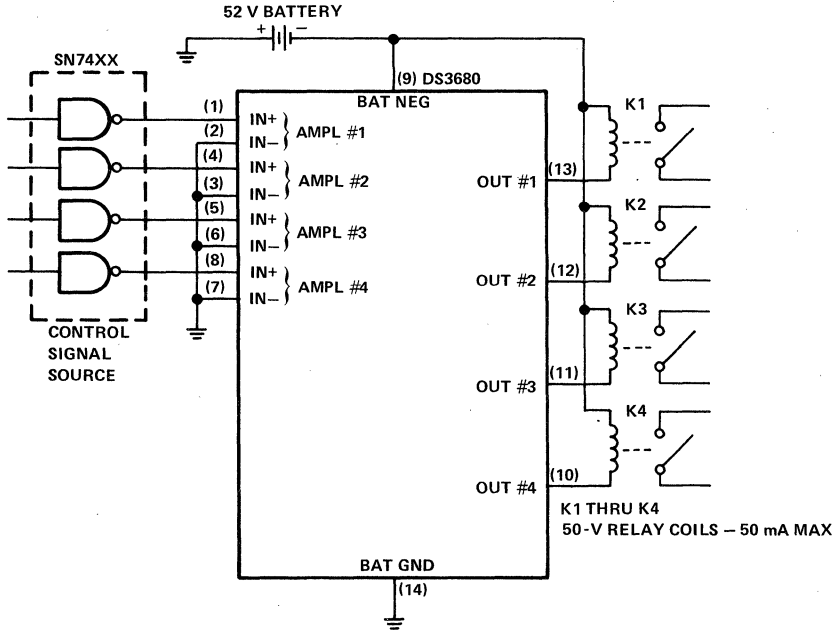 52 V BATTERY
+ −
SN74XX
(9) DS3680
BAT NEG
K1
(1) IN+
(2) IN−
} AMPL #1
(4) IN+
(3) IN−
} AMPL #2
(5) IN+
(6) IN−
} AMPL #3
(8) IN+
(7) IN−
} AMPL #4
OUT #1 (13)
K2
OUT #2 (12)
K3
OUT #3 (11)
K4
OUT #4 (10)
CONTROL
SIGNAL
SOURCE
K1 THRU K4
50-V RELAY COILS – 50 mA MAX
BAT GND
(14)